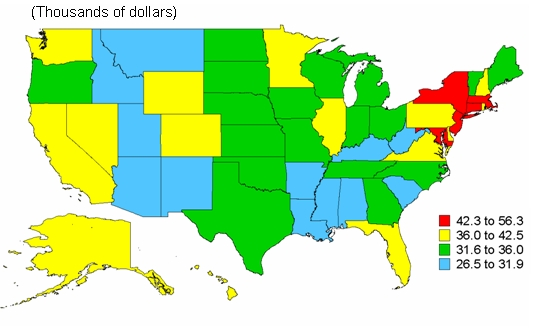 (Thousands of dollars)
42.3 to 56.3
36.0 to 42.5
31.6 to 36.0
26.5 to 31.9